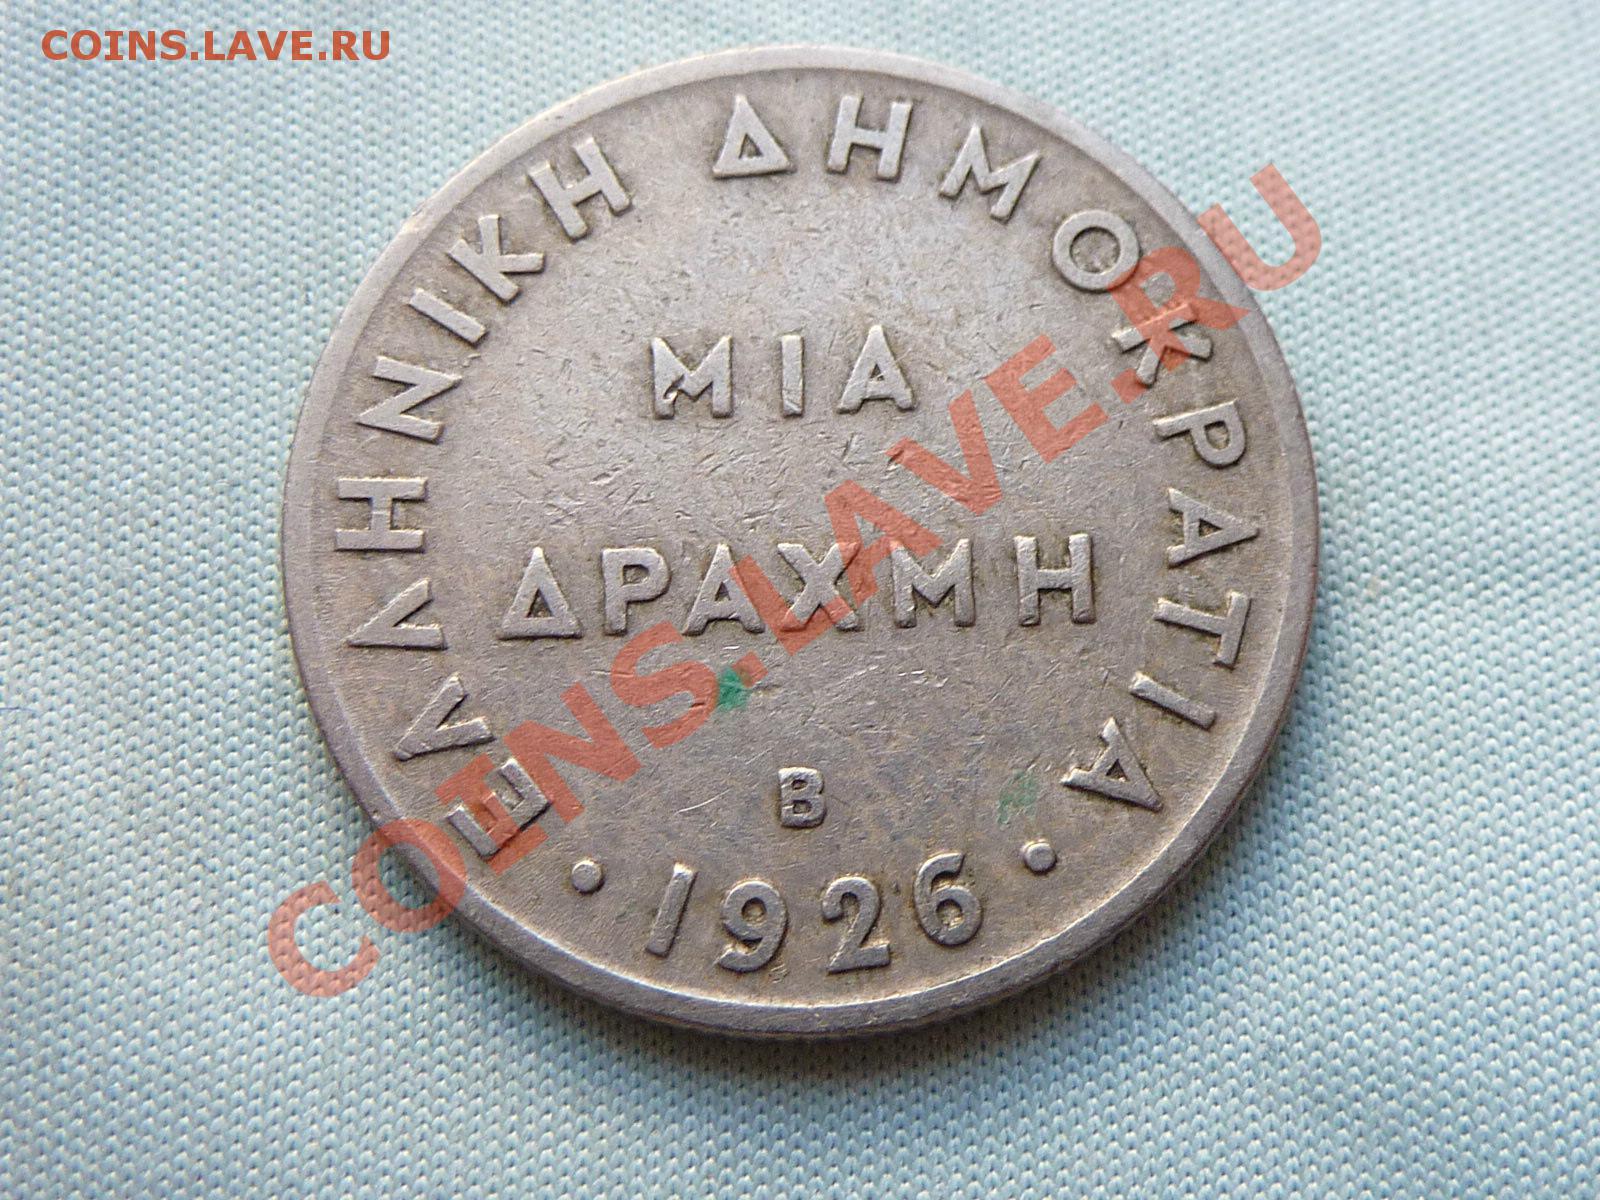 COINS.LAVE.RU
ΕΛΛΗΝΙΚΗ ΔΗΜΟΚΡΑΤΙΑ
ΜΙΑ
ΔΡΑΧΜΗ
B
· 1926 ·
COINS.LAVE.RU